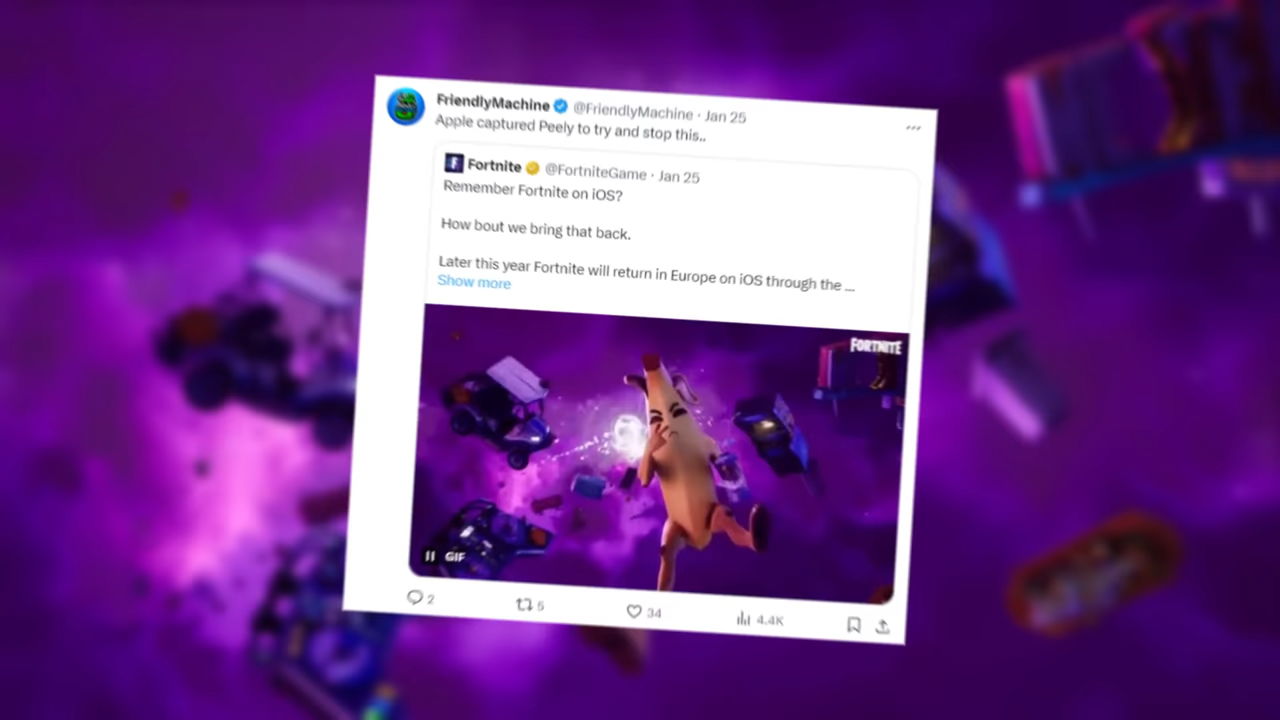 FriendlyMachine @FriendlyMachine · Jan 25
Apple captured Peely to try and stop this..
Fortnite @FortniteGame · Jan 25
Remember Fortnite on iOS?
How bout we bring that back.
Later this year Fortnite will return in Europe on iOS through the ...
Show more
FORTNITE
GIF
2 5 34 4.4K